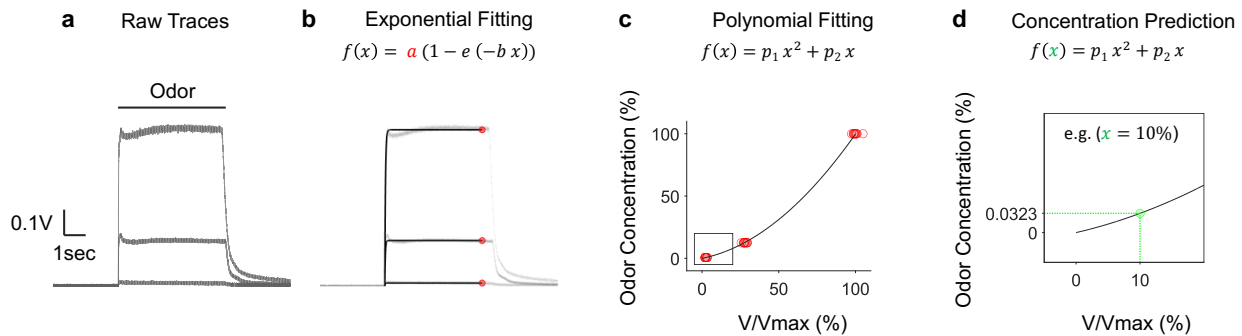 a Raw Traces
Odor
0.1V
1sec
b Exponential Fitting
f(x) = a (1 − e (−b x))
c Polynomial Fitting
f(x) = p₁ x² + p₂ x
Odor Concentration (%)
100
50
0
0 50 100
V/Vmax (%)
d Concentration Prediction
f(x) = p₁ x² + p₂ x
Odor Concentration (%)
e.g. (x = 10%)
0.0323
0
0 10
V/Vmax (%)